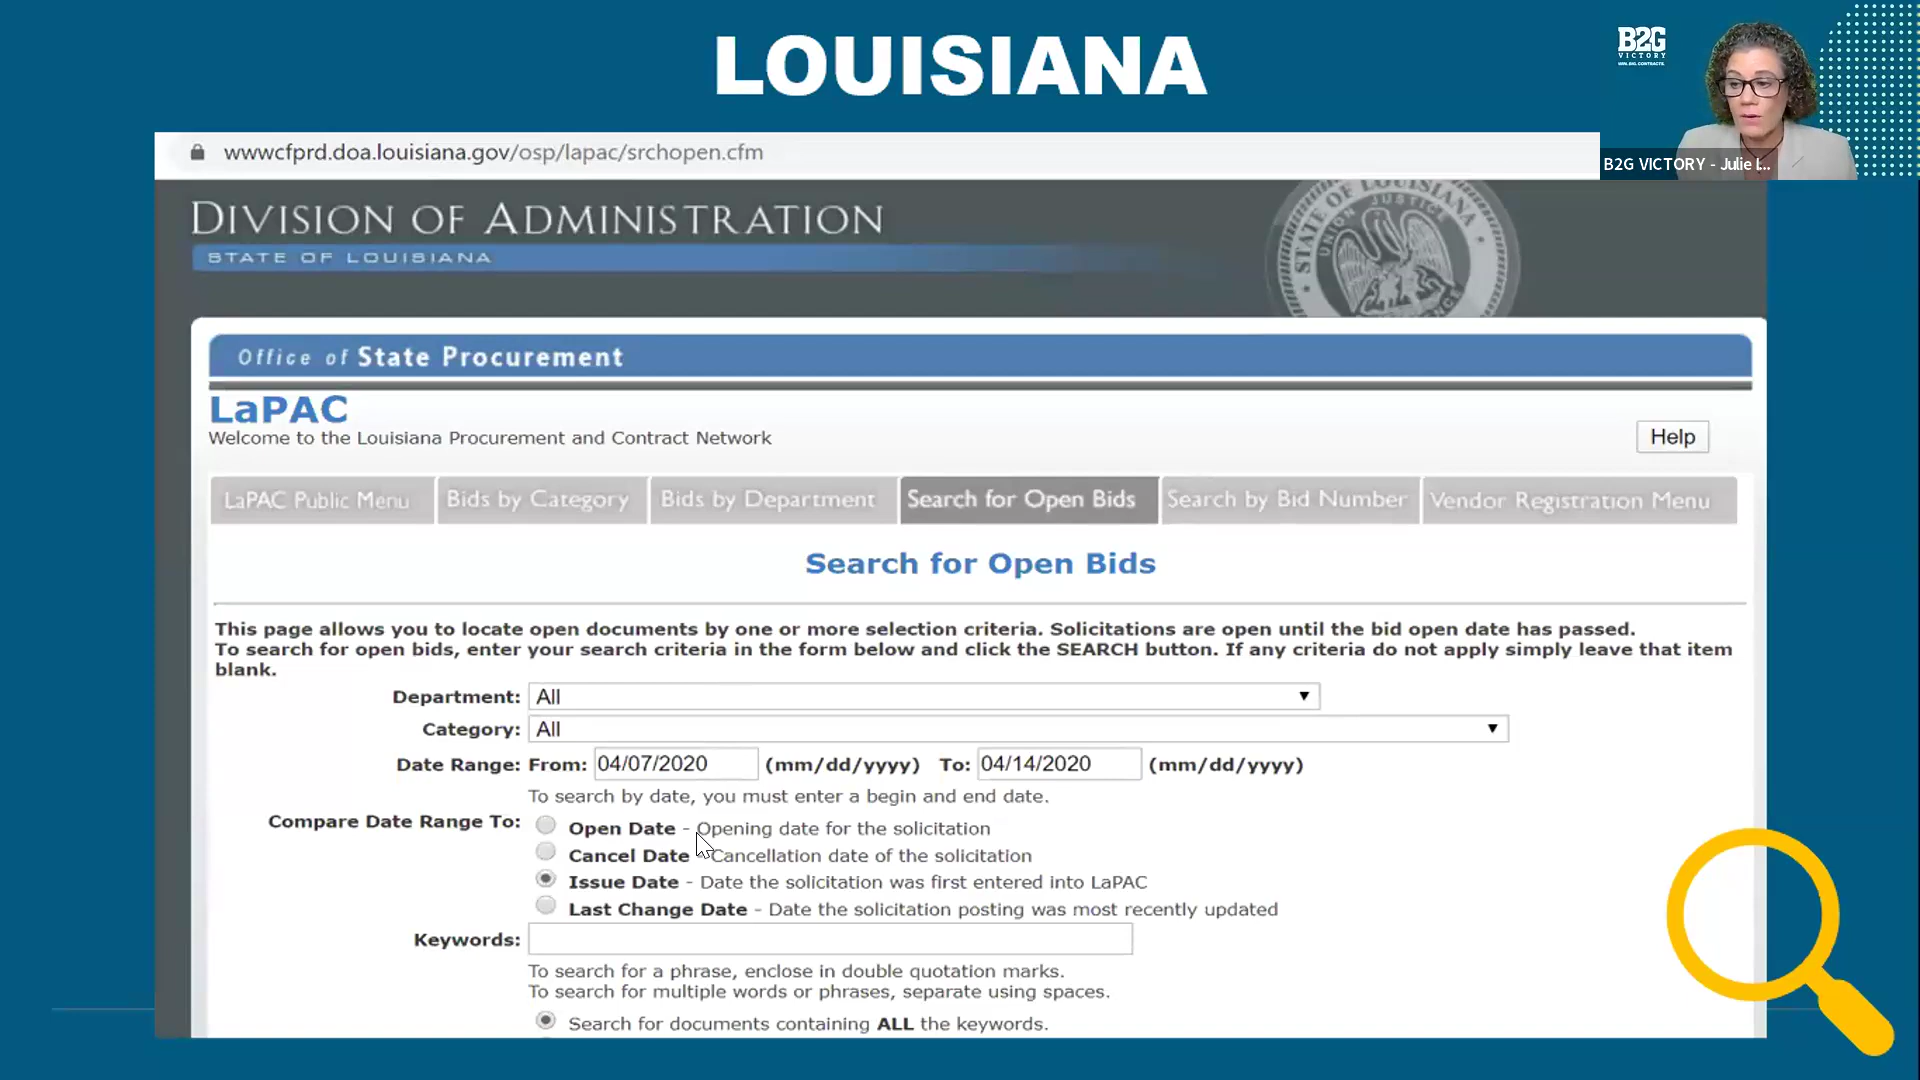 LOUISIANA
B2G
VICTORY
B2G VICTORY - Julie I...
wwwcfprd.doa.louisiana.gov/osp/lapac/srchopen.cfm
DIVISION OF ADMINISTRATION
STATE OF LOUISIANA
STATE OF LOUISIANA
UNION JUSTICE
Office of State Procurement
LaPAC
Welcome to the Louisiana Procurement and Contract Network
Help
LaPAC Public Menu
Bids by Category
Bids by Department
Search for Open Bids
Search by Bid Number
Vendor Registration Menu
Search for Open Bids
This page allows you to locate open documents by one or more selection criteria. Solicitations are open until the bid open date has passed.
To search for open bids, enter your search criteria in the form below and click the SEARCH button. If any criteria do not apply simply leave that item
blank.
Department: All
Category: All
Date Range: From: 04/07/2020 (mm/dd/yyyy) To: 04/14/2020 (mm/dd/yyyy)
To search by date, you must enter a begin and end date.
Compare Date Range To:
Open Date - Opening date for the solicitation
Cancel Date - Cancellation date of the solicitation
Issue Date - Date the solicitation was first entered into LaPAC
Last Change Date - Date the solicitation posting was most recently updated
Keywords:
To search for a phrase, enclose in double quotation marks.
To search for multiple words or phrases, separate using spaces.
Search for documents containing ALL the keywords.